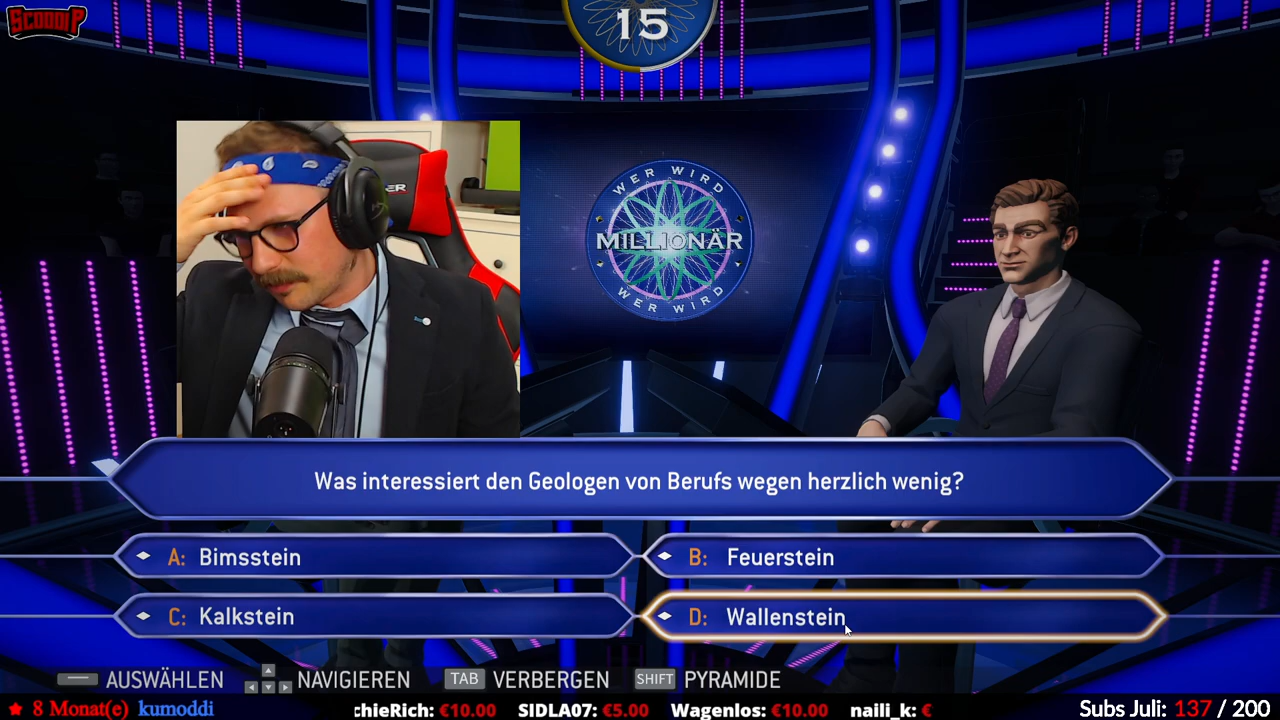 SCOOOIP
15
ER
WER WIRD
MILLIONÄR
WER WIRD
Was interessiert den Geologen von Berufs wegen herzlich wenig?
A: Bimsstein
B: Feuerstein
C: Kalkstein
D: Wallenstein
AUSWÄHLEN NAVIGIEREN TAB VERBERGEN SHIFT PYRAMIDE
8 Monat(e) kumoddi chieRich: €10.00 SIDLA07: €5.00 Wagenlos: €10.00 naili_k: € Subs Juli: 137 / 200